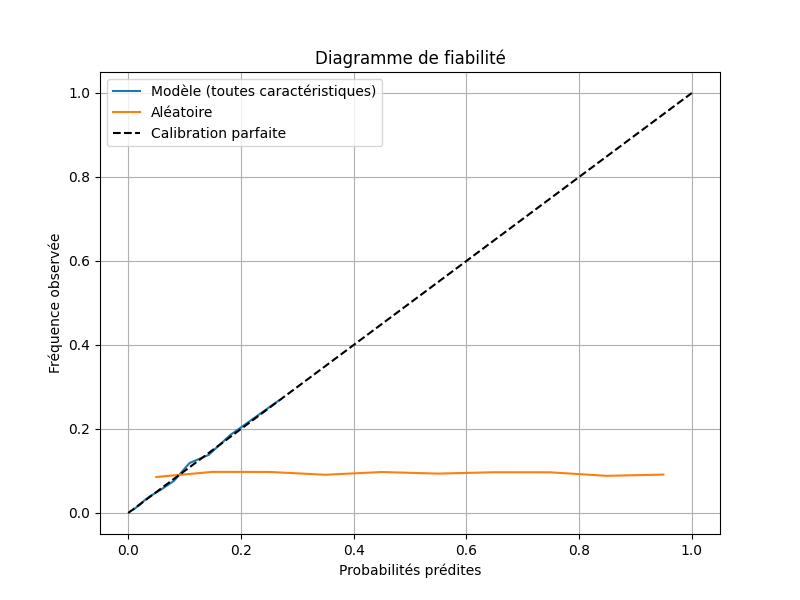 Diagramme de fiabilité
Modèle (toutes caractéristiques)
Aléatoire
Calibration parfaite
Fréquence observée
1.0
0.8
0.6
0.4
0.2
0.0
0.0 0.2 0.4 0.6 0.8 1.0
Probabilités prédites